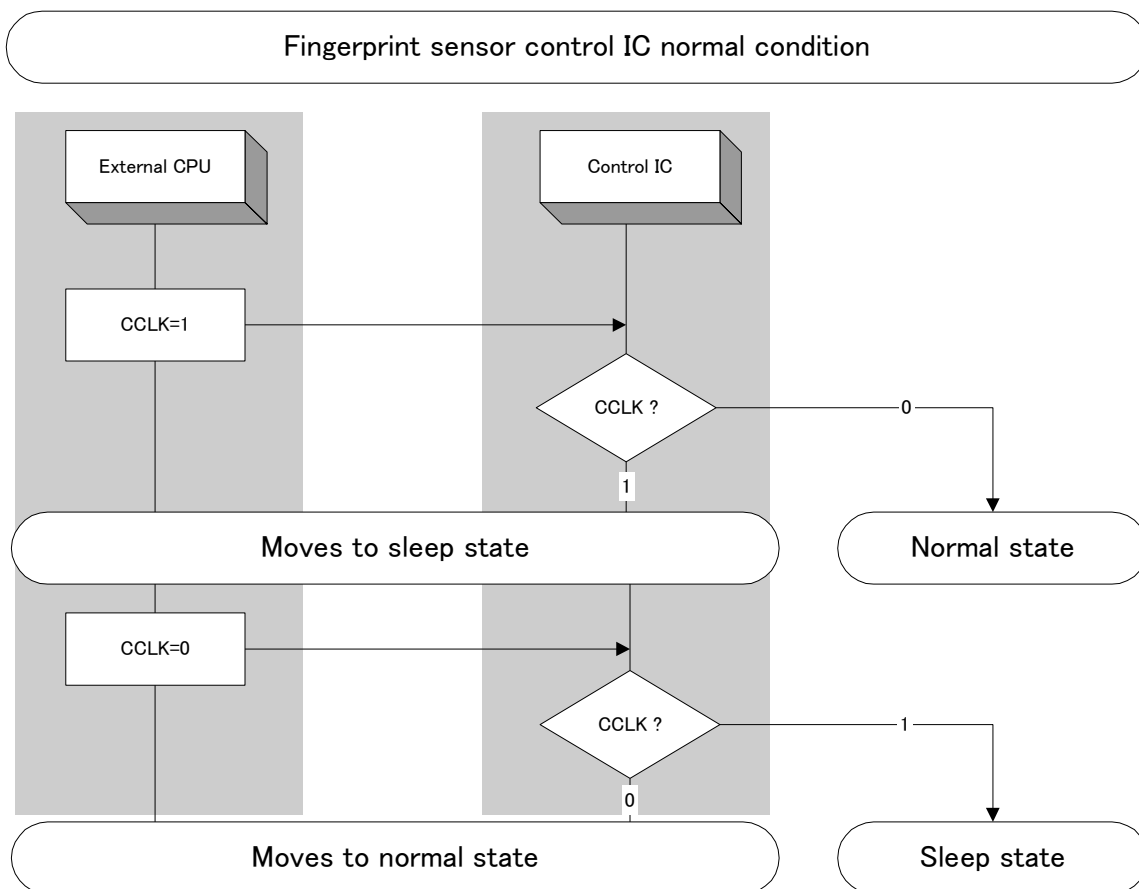 Fingerprint sensor control IC normal condition
External CPU
Control IC
CCLK=1
CCLK ?
0
1
Moves to sleep state
Normal state
CCLK=0
CCLK ?
1
0
Moves to normal state
Sleep state